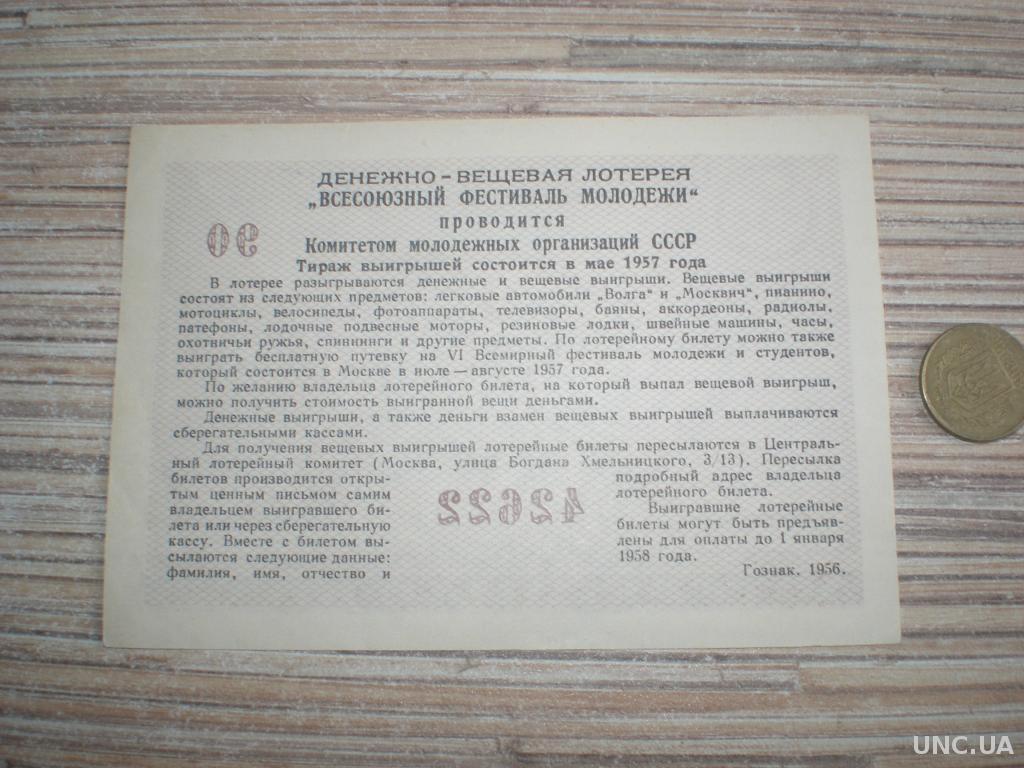 ДЕНЕЖНО-ВЕЩЕВАЯ ЛОТЕРЕЯ
„ВСЕСОЮЗНЫЙ ФЕСТИВАЛЬ МОЛОДЕЖИ“
проводится
90
Комитетом молодежных организаций СССР
Тираж выигрышей состоится в мае 1957 года
В лотерее разыгрываются денежные и вещевые выигрыши. Вещевые выигрыши
состоят из следующих предметов: легковые автомобили „Волга“ и „Москвич“, пианино,
мотоциклы, велосипеды, фотоаппараты, телевизоры, баяны, аккордеоны, радиолы,
патефоны, лодочные подвесные моторы, резиновые лодки, швейные машины, часы,
охотничьи ружья, спиннинги и другие предметы. По лотерейному билету можно также
выиграть бесплатную путевку на VI Всемирный фестиваль молодежи и студентов,
который состоится в Москве в июле — августе 1957 года.
По желанию владельца лотерейного билета, на который выпал вещевой выигрыш,
можно получить стоимость выигранной вещи деньгами.
Денежные выигрыши, а также деньги взамен вещевых выигрышей выплачиваются
сберегательными кассами.
Для получения вещевых выигрышей лотерейные билеты пересылаются в Централь-
ный лотерейный комитет (Москва, улица Богдана Хмельницкого, 3/13). Пересылка
билетов производится откры-
тым ценным письмом самим
владельцем выигравшего би-
лета или через сберегательную
кассу. Вместе с билетом вы-
сылаются следующие данные:
фамилия, имя, отчество и
42622
подробный адрес владельца
лотерейного билета.
Выигравшие лотерейные
билеты могут быть предъяв-
лены для оплаты до 1 января
1958 года.
Гознак. 1956.
UNC.UA